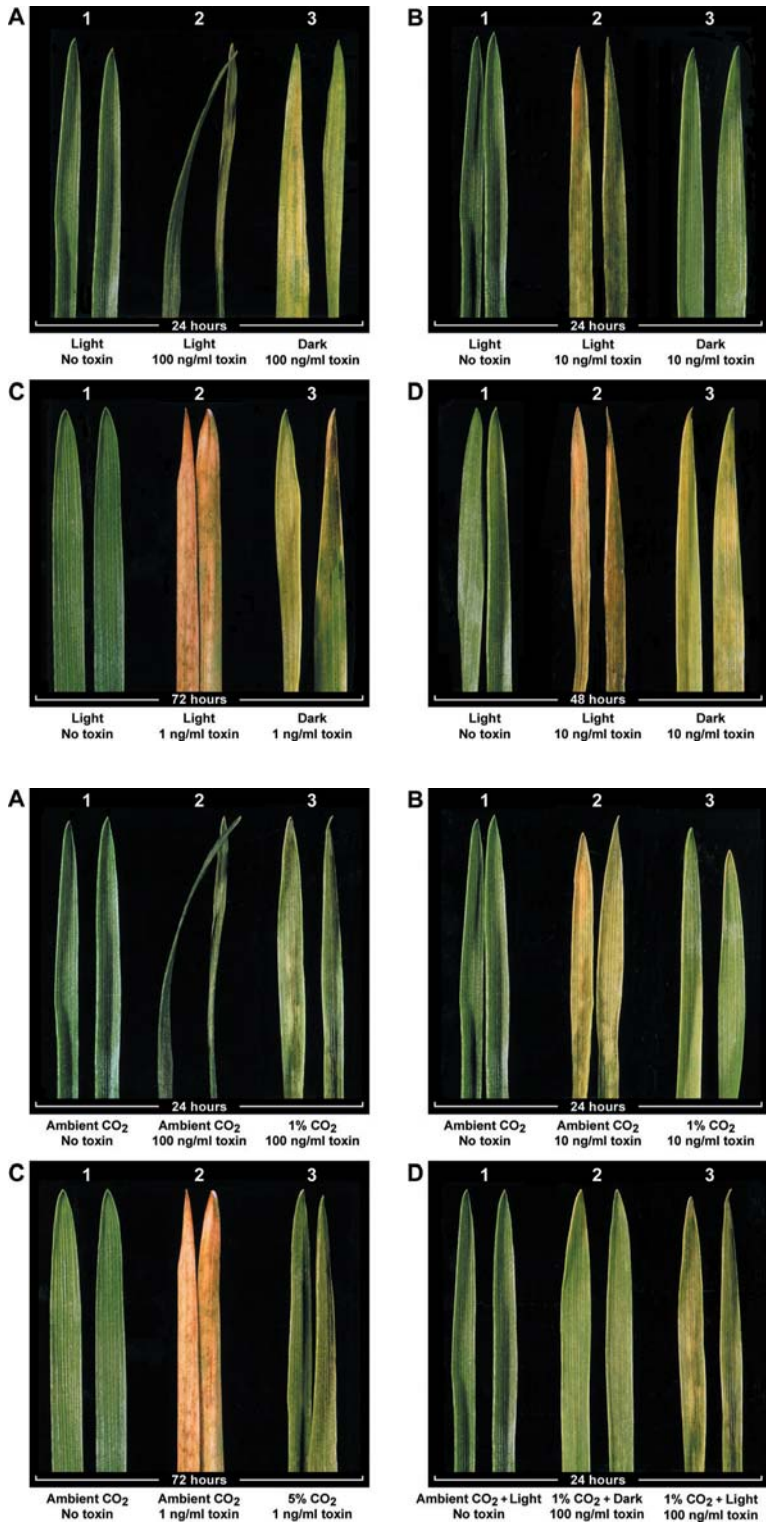 A
1 2 3
24 hours
Light Light Dark
No toxin 100 ng/ml toxin 100 ng/ml toxin
B
1 2 3
24 hours
Light Light Dark
No toxin 10 ng/ml toxin 10 ng/ml toxin
C
1 2 3
72 hours
Light Light Dark
No toxin 1 ng/ml toxin 1 ng/ml toxin
D
1 2 3
48 hours
Light Light Dark
No toxin 10 ng/ml toxin 10 ng/ml toxin
A
1 2 3
24 hours
Ambient CO₂ Ambient CO₂ 1% CO₂
No toxin 100 ng/ml toxin 100 ng/ml toxin
B
1 2 3
24 hours
Ambient CO₂ Ambient CO₂ 1% CO₂
No toxin 10 ng/ml toxin 10 ng/ml toxin
C
1 2 3
72 hours
Ambient CO₂ Ambient CO₂ 5% CO₂
No toxin 1 ng/ml toxin 1 ng/ml toxin
D
1 2 3
24 hours
Ambient CO₂ + Light 1% CO₂ + Dark 1% CO₂ + Light
No toxin 100 ng/ml toxin 100 ng/ml toxin